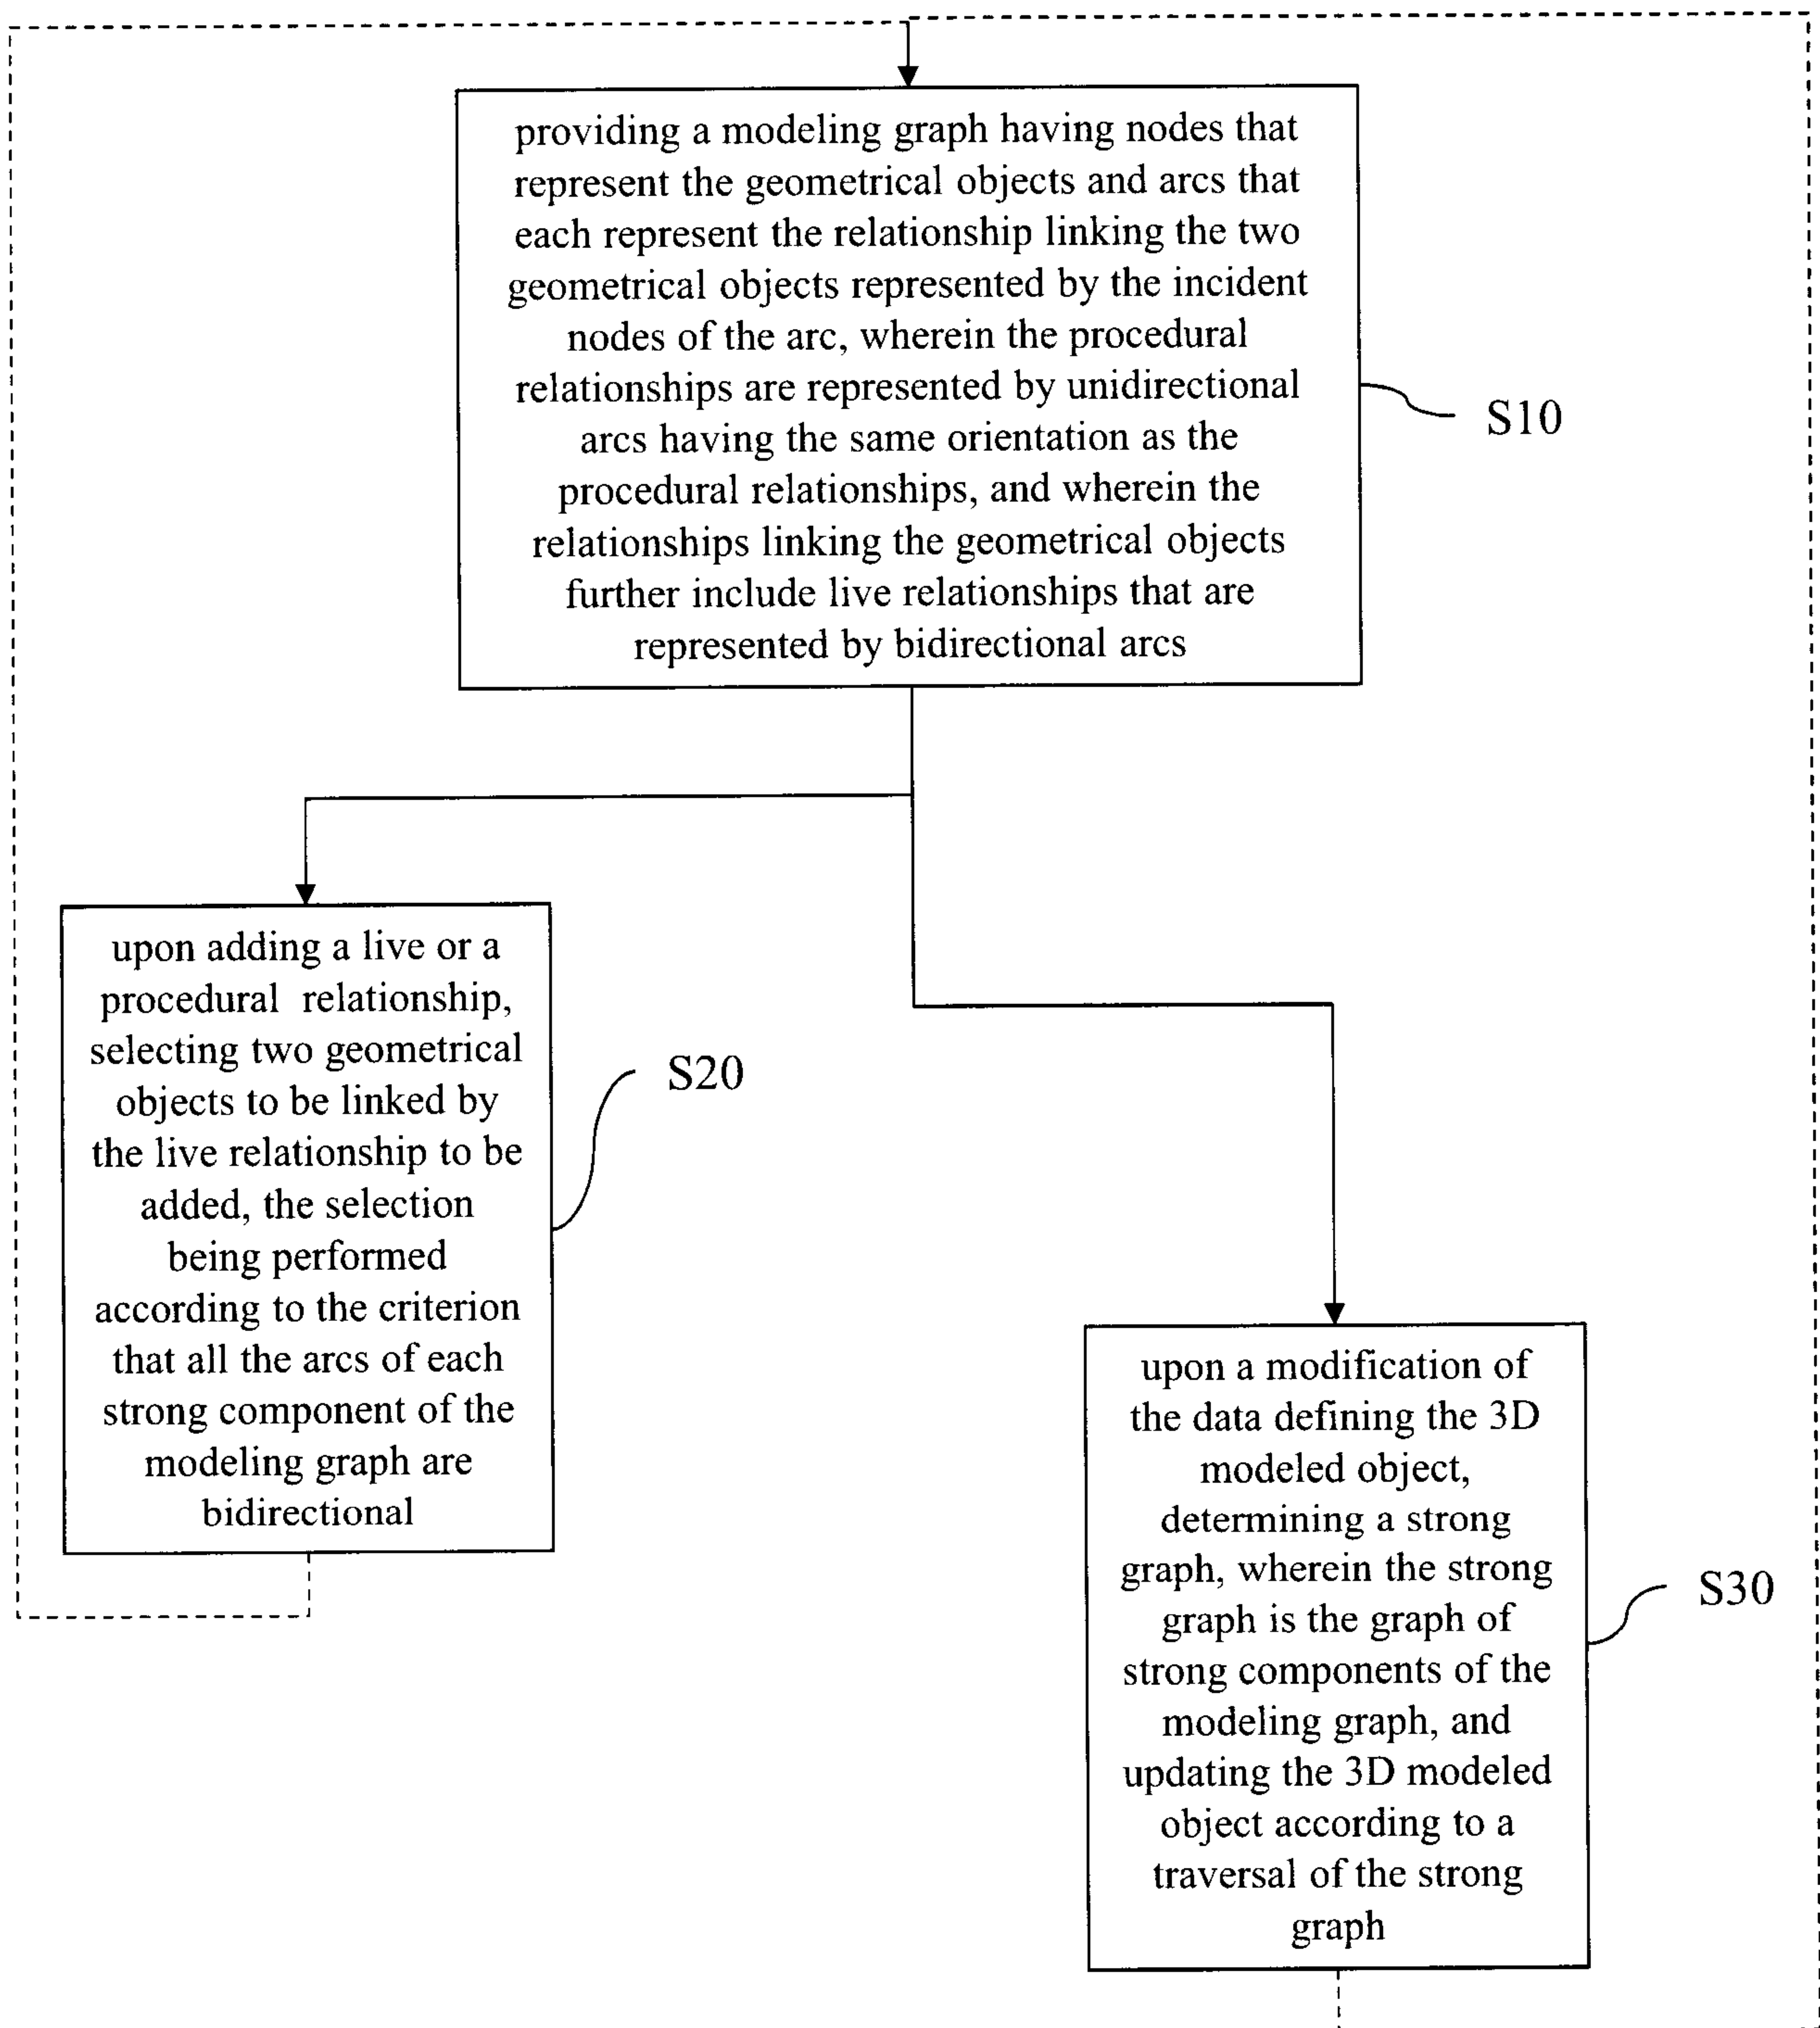 providing a modeling graph having nodes that
represent the geometrical objects and arcs that
each represent the relationship linking the two
geometrical objects represented by the incident
nodes of the arc, wherein the procedural
relationships are represented by unidirectional
arcs having the same orientation as the
procedural relationships, and wherein the
relationships linking the geometrical objects
further include live relationships that are
represented by bidirectional arcs
S10
upon adding a live or a
procedural relationship,
selecting two geometrical
objects to be linked by
the live relationship to be
added, the selection
being performed
according to the criterion
that all the arcs of each
strong component of the
modeling graph are
bidirectional
S20
upon a modification of
the data defining the 3D
modeled object,
determining a strong
graph, wherein the strong
graph is the graph of
strong components of the
modeling graph, and
updating the 3D modeled
object according to a
traversal of the strong
graph
S30